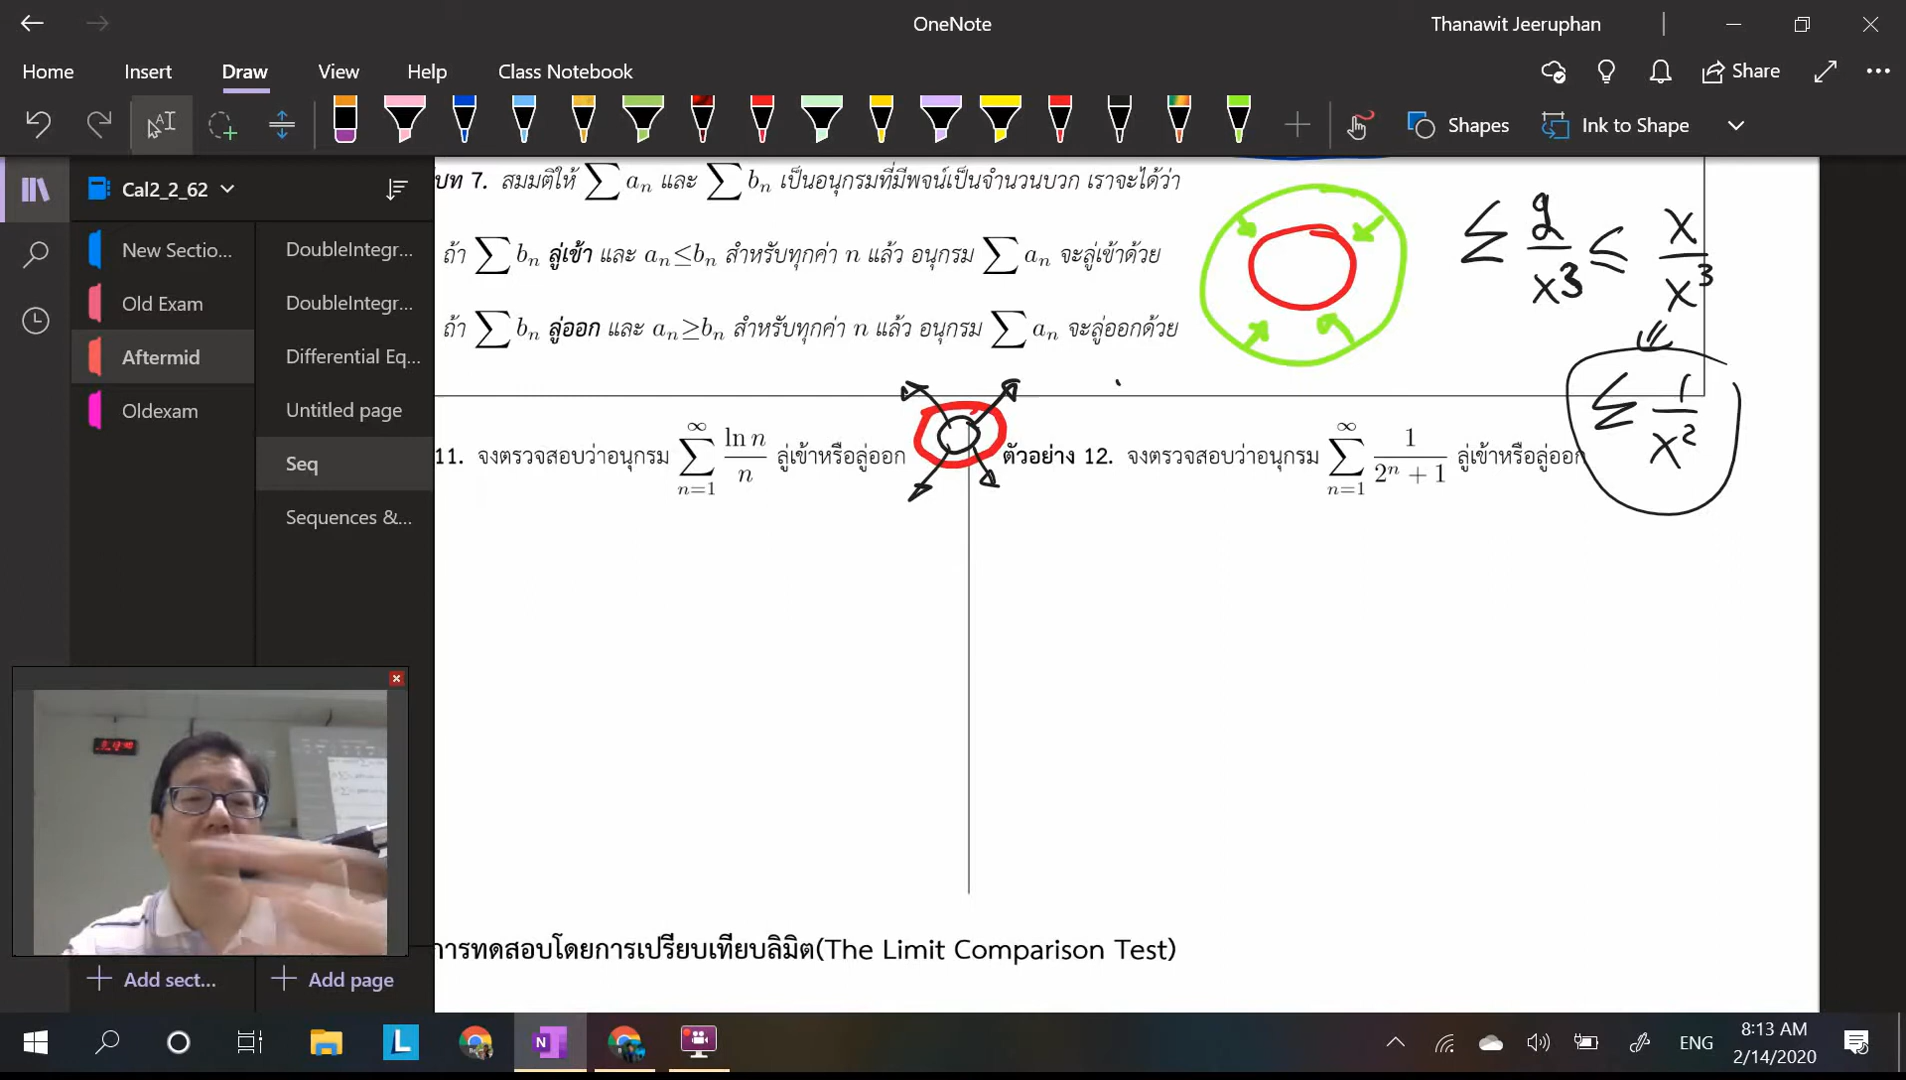 OneNote
Thanawit Jeeruphan
Home Insert Draw View Help Class Notebook
Share
Shapes
Ink to Shape
Cal2_2_62
New Sectio...
Old Exam
Aftermid
Oldexam
DoubleIntegr...
DoubleIntegr...
Differential Eq...
Untitled page
Seq
Sequences &...
บท 7. สมมติให้ ∑ aₙ และ ∑ bₙ เป็นอนุกรมที่มีพจน์เป็นจำนวนบวก เราจะได้ว่า
ถ้า ∑ bₙ ลู่เข้า และ aₙ≤bₙ สำหรับทุกค่า n แล้ว อนุกรม ∑ aₙ จะลู่เข้าด้วย
ถ้า ∑ bₙ ลู่ออก และ aₙ≥bₙ สำหรับทุกค่า n แล้ว อนุกรม ∑ aₙ จะลู่ออกด้วย
∑ 2/x³ ≤ x/x³
∑ 1/x²
11. จงตรวจสอบว่าอนุกรม ∑ n=1 ∞ ln n / n ลู่เข้าหรือลู่ออก
ตัวอย่าง 12. จงตรวจสอบว่าอนุกรม ∑ n=1 ∞ 1 / 2ⁿ + 1 ลู่เข้าหรือลู่ออก
การทดสอบโดยการเปรียบเทียบลิมิต(The Limit Comparison Test)
Add sect...
Add page
ENG
8:13 AM
2/14/2020